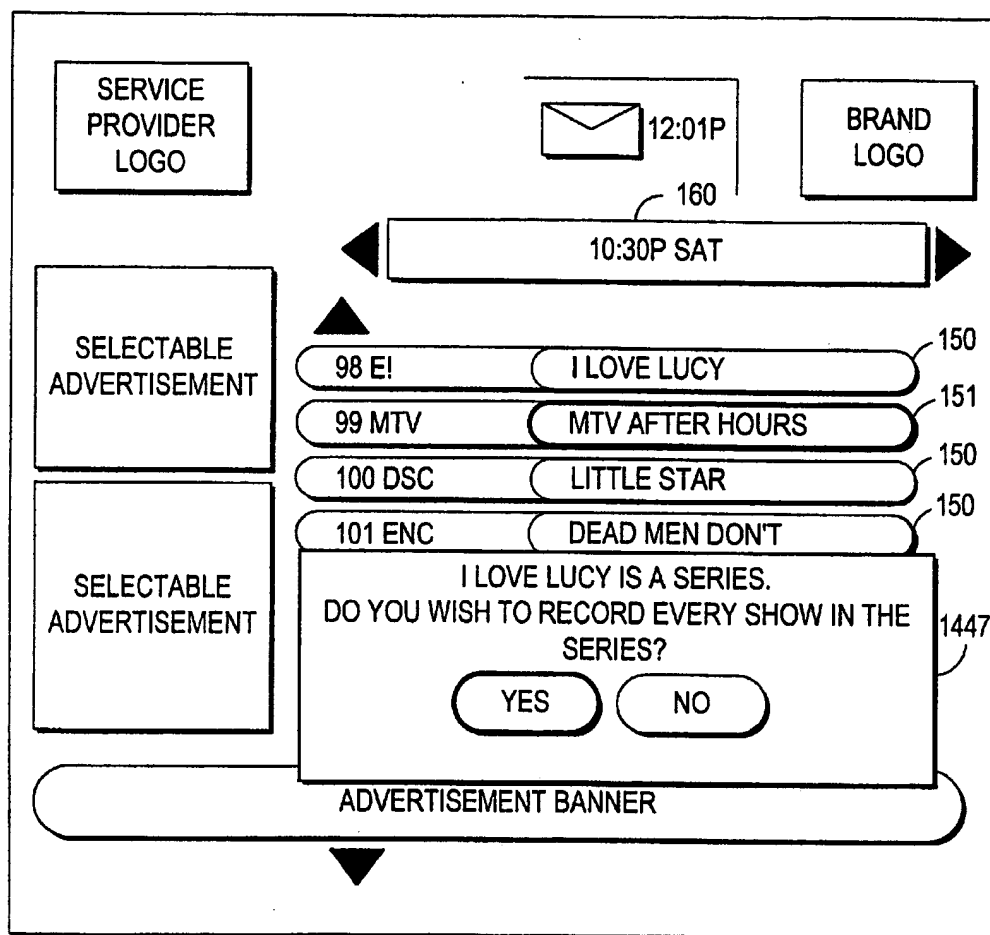 SERVICE
PROVIDER
LOGO
12:01P
BRAND
LOGO
160
10:30P SAT
SELECTABLE
ADVERTISEMENT
98 E! I LOVE LUCY 150
99 MTV MTV AFTER HOURS 151
100 DSC LITTLE STAR 150
101 ENC DEAD MEN DON'T 150
SELECTABLE
ADVERTISEMENT
I LOVE LUCY IS A SERIES.
DO YOU WISH TO RECORD EVERY SHOW IN THE
SERIES?
1447
YES NO
ADVERTISEMENT BANNER